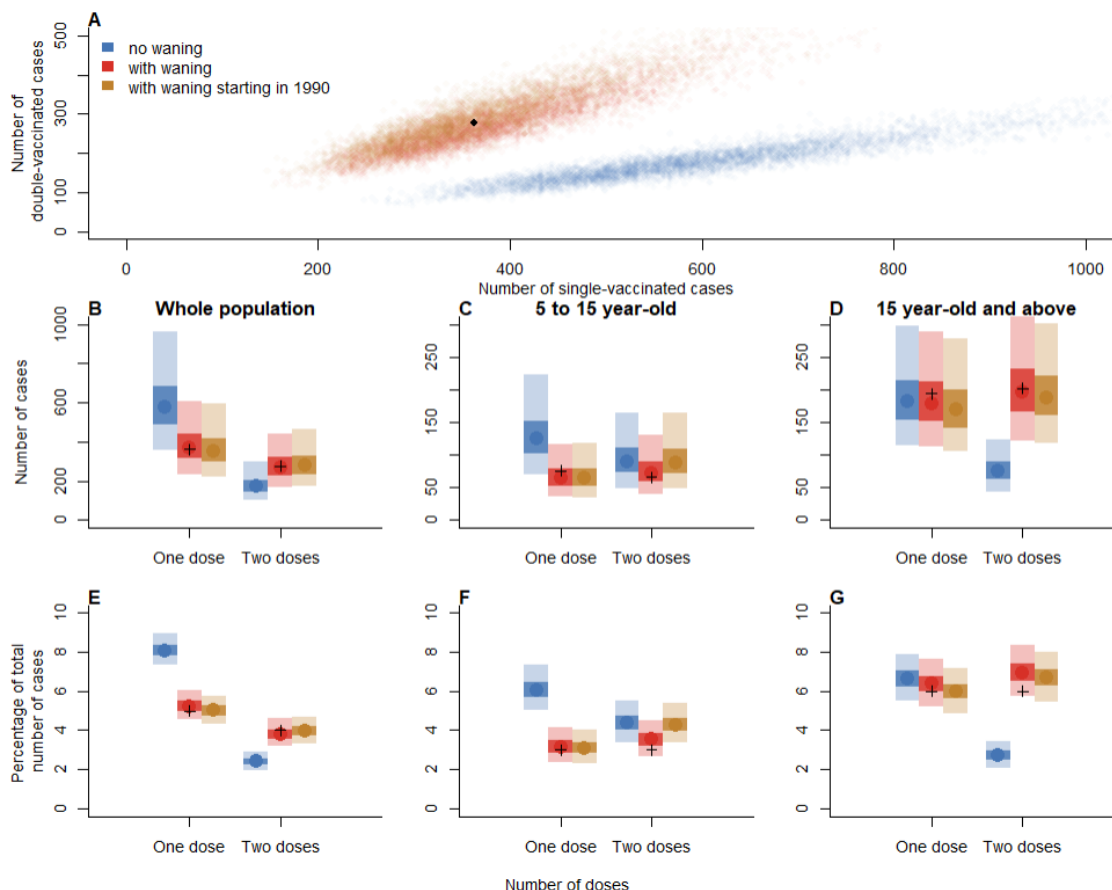 A
Number of
double-vaccinated cases
500
300
100
0
no waning
with waning
with waning starting in 1990
0 200 400 600 800 1000
Number of single-vaccinated cases
B Whole population
Number of cases
1000
600
200
0
One dose Two doses
C 5 to 15 year-old
250
150
50
0
One dose Two doses
D 15 year-old and above
250
150
50
0
One dose Two doses
E
Percentage of total
number of cases
10
8
6
4
2
0
One dose Two doses
F
10
8
6
4
2
0
One dose Two doses
G
10
8
6
4
2
0
One dose Two doses
Number of doses